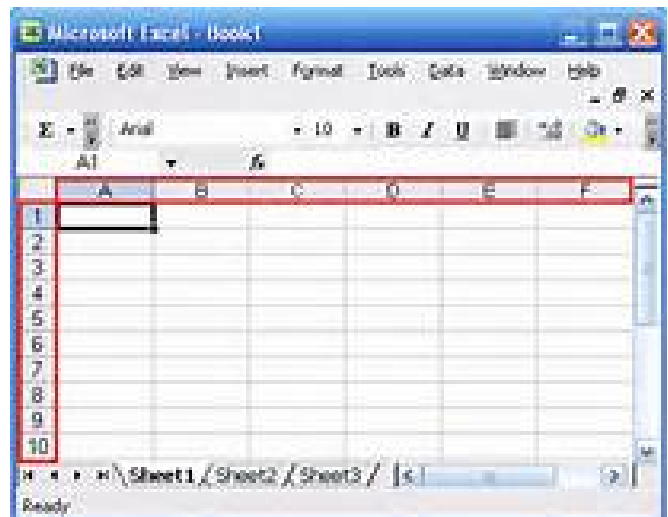 Microsoft Excel - Book1
File Edit View Insert Format Tools Data Window Help
Σ Arial 10 B I U
A1 fx
A B C D E F
1
2
3
4
5
6
7
8
9
10
Sheet1 Sheet2 Sheet3
Ready